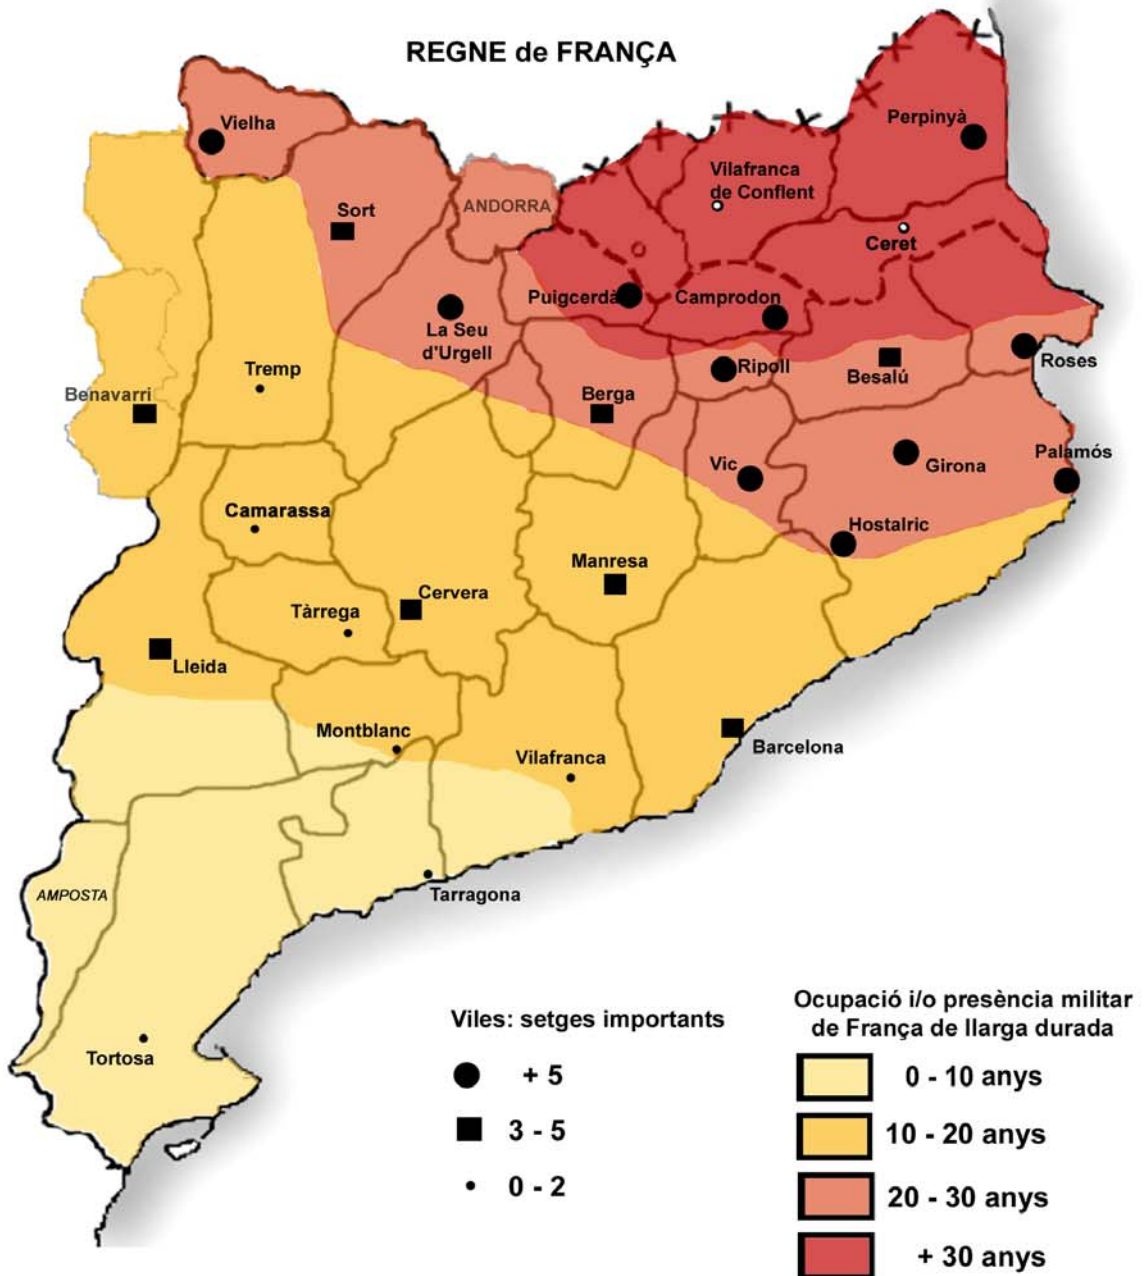 REGNE de FRANÇA
Vielha
Perpinyà
Vilafranca
de Conflent
ANDORRA
Sort
Ceret
Puigcerdà
Camprodon
La Seu
d'Urgell
Roses
Ripoll
Besalú
Tremp
Benavarri
Berga
Palamós
Vic
Girona
Camarassa
Hostalric
Manresa
Cervera
Tàrrega
Lleida
Montblanc
Barcelona
Vilafranca
AMPOSTA
Tarragona
Tortosa
Viles: setges importants
+ 5
3 - 5
0 - 2
Ocupació i/o presència militar
de França de llarga durada
0 - 10 anys
10 - 20 anys
20 - 30 anys
+ 30 anys